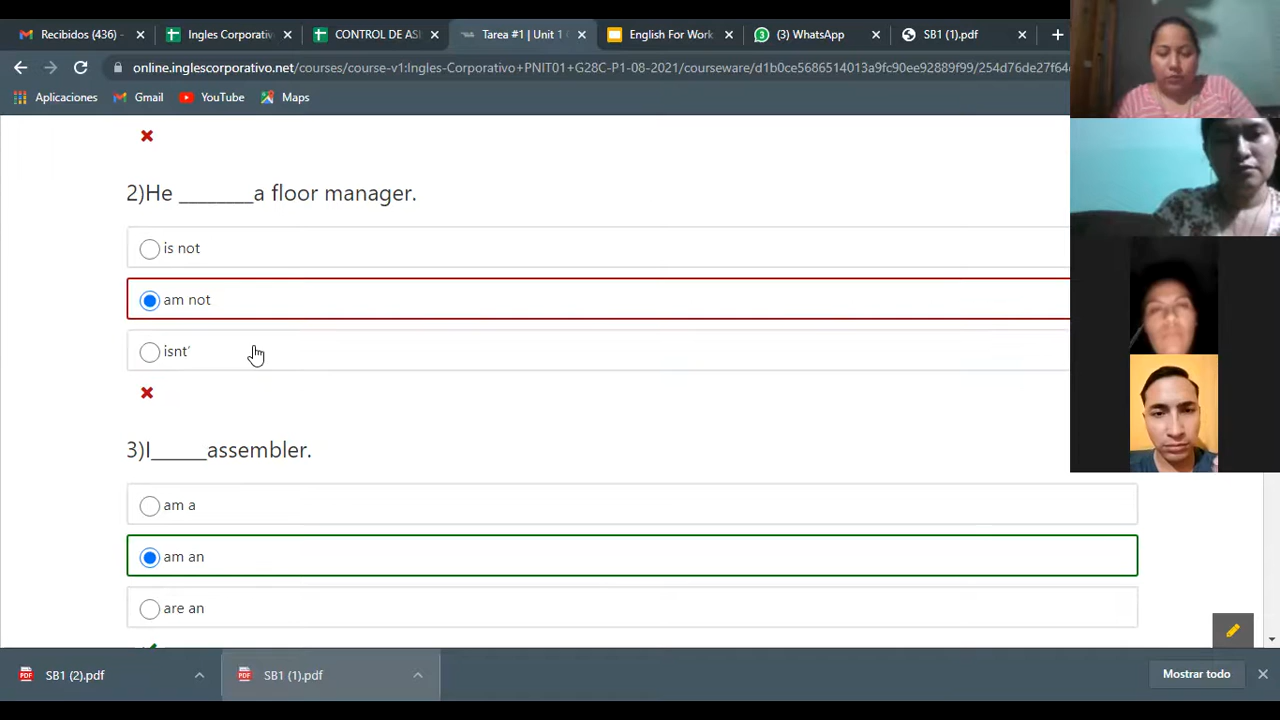 Recibidos (436) -
Ingles Corporativ
CONTROL DE ASI
Tarea #1 | Unit 1
English For Work
(3) WhatsApp
SB1 (1).pdf
online.inglescorporativo.net/courses/course-v1:Ingles-Corporativo+PNIT01+G28C-P1-08-2021/courseware/d1b0ce5686514013a9fc90ee92889f99/254d76de27f64
Aplicaciones
Gmail
YouTube
Maps
2)He ________a floor manager.
is not
am not
isnt´
3)I______assembler.
am a
am an
are an
SB1 (2).pdf
SB1 (1).pdf
Mostrar todo